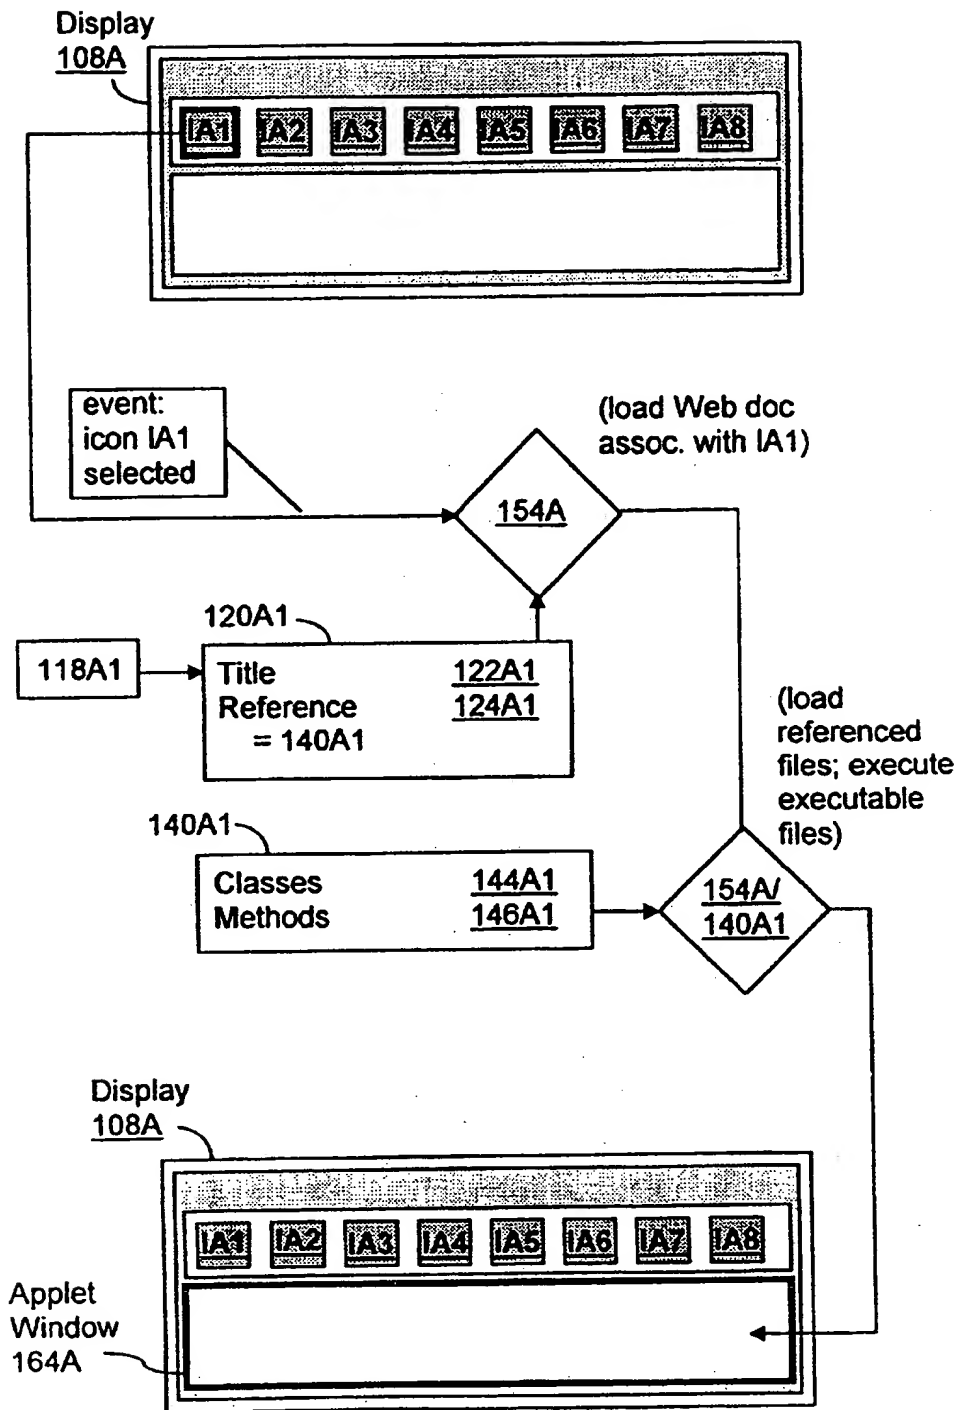 Display
108A
IA1 IA2 IA3 IA4 IA5 IA6 IA7 IA8
event:
icon IA1
selected
(load Web doc
assoc. with IA1)
154A
120A1
118A1
Title 122A1
Reference 124A1
= 140A1
(load
referenced
files; execute
executable
files)
140A1
Classes 144A1
Methods 146A1
154A/
140A1
Display
108A
IA1 IA2 IA3 IA4 IA5 IA6 IA7 IA8
Applet
Window
164A